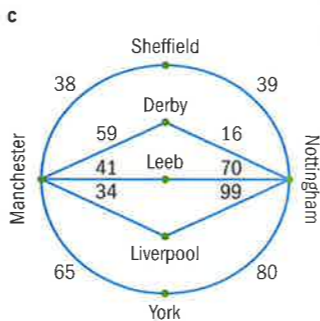 c
Sheffield
38 39
Derby
59 16
Manchester
41 Leeb 70
Nottingham
34 99
Liverpool
65 80
York